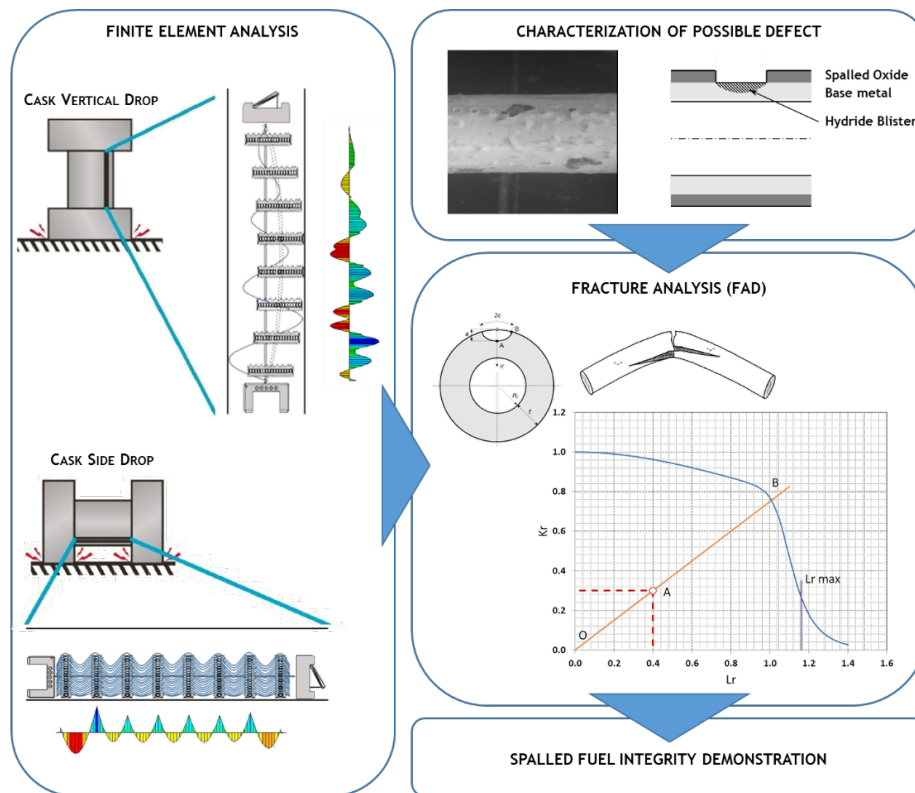 FINITE ELEMENT ANALYSIS
CASK VERTICAL DROP
CASK SIDE DROP
CHARACTERIZATION OF POSSIBLE DEFECT
Spalled Oxide
Base metal
Hydride Blister
FRACTURE ANALYSIS (FAD)
2c
B
a
A
u
Ri
t
1.2
1.0
0.8
0.6
0.4
0.2
0.0
Kr
B
A
O
Lr max
0.0 0.2 0.4 0.6 0.8 1.0 1.2 1.4 1.6
Lr
SPALLED FUEL INTEGRITY DEMONSTRATION